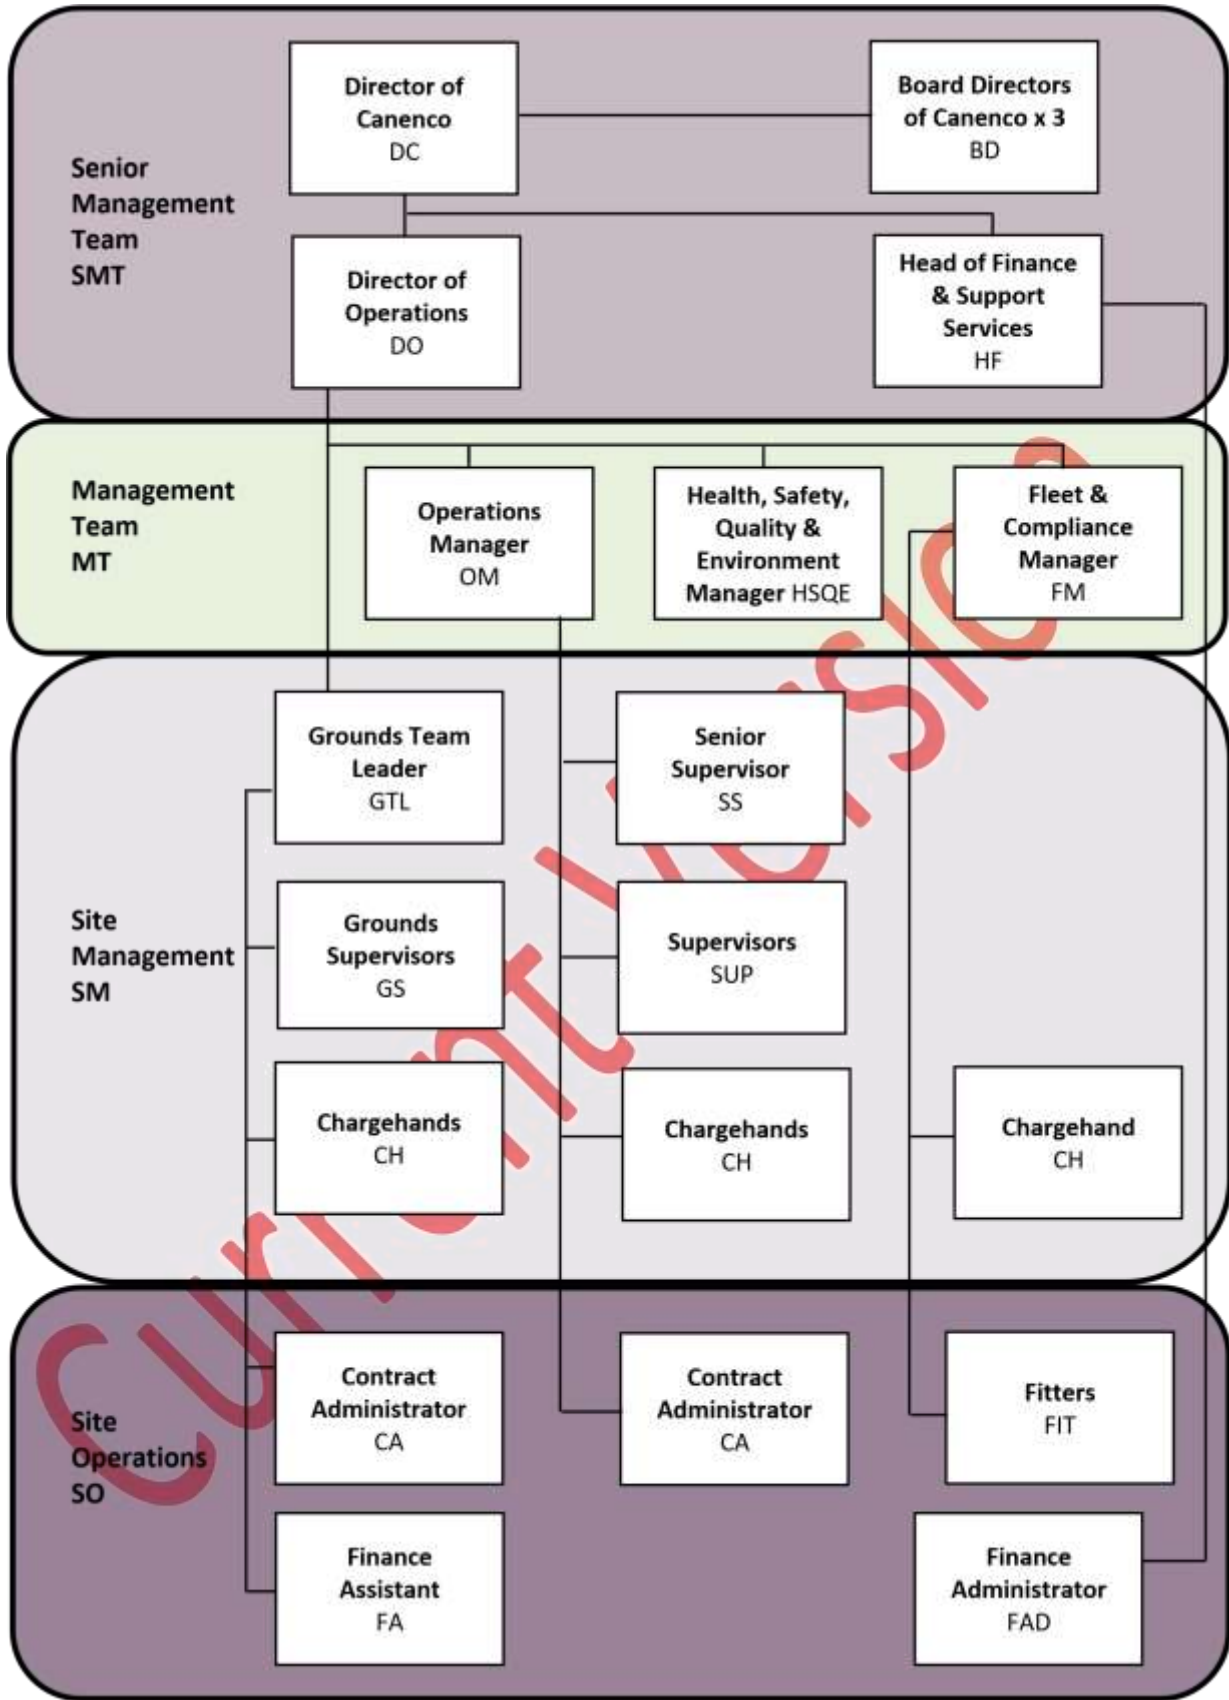 Senior
Management
Team
SMT
Director of
Canenco
DC
Board Directors
of Canenco x 3
BD
Director of
Operations
DO
Head of Finance
& Support
Services
HF
Management
Team
MT
Operations
Manager
OM
Health, Safety,
Quality &
Environment
Manager HSQE
Fleet &
Compliance
Manager
FM
Site
Management
SM
Grounds Team
Leader
GTL
Senior
Supervisor
SS
Grounds
Supervisors
GS
Supervisors
SUP
Chargehands
CH
Chargehands
CH
Chargehand
CH
Site
Operations
SO
Contract
Administrator
CA
Contract
Administrator
CA
Fitters
FIT
Finance
Assistant
FA
Finance
Administrator
FAD
Current Version